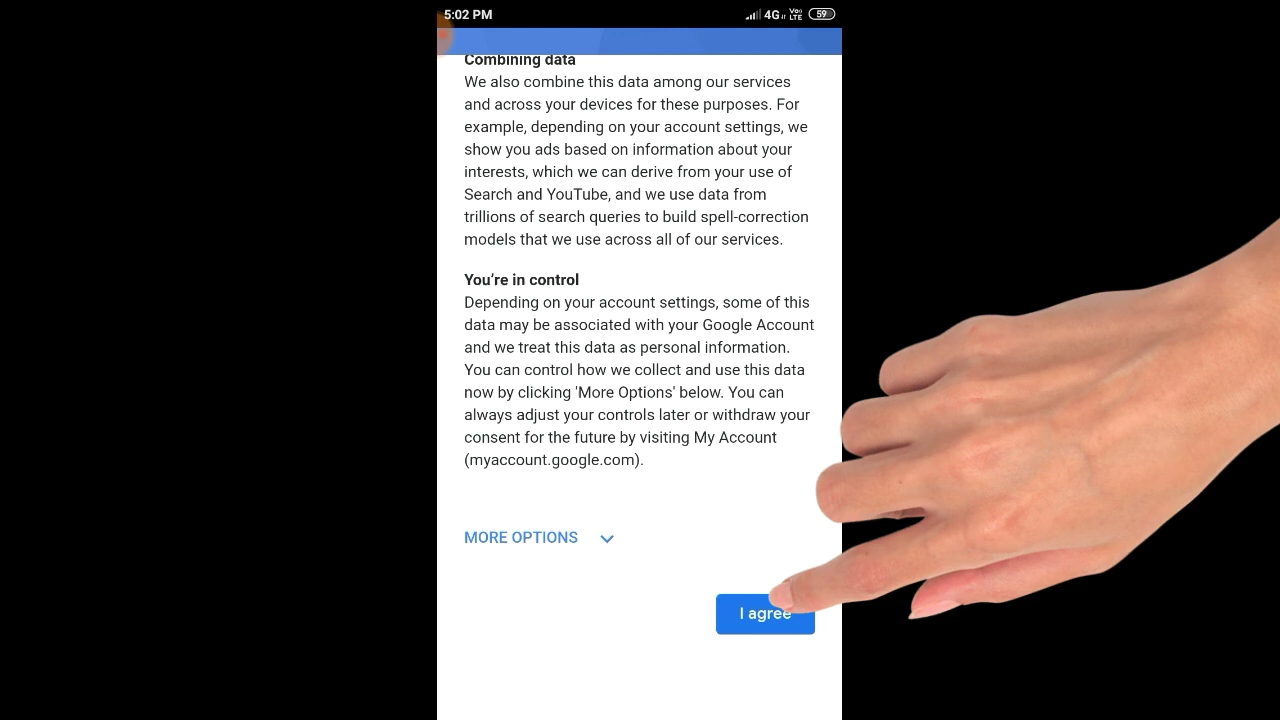 5:02 PM
4G
Vo
LTE
59
Combining data
We also combine this data among our services
and across your devices for these purposes. For
example, depending on your account settings, we
show you ads based on information about your
interests, which we can derive from your use of
Search and YouTube, and we use data from
trillions of search queries to build spell-correction
models that we use across all of our services.
You’re in control
Depending on your account settings, some of this
data may be associated with your Google Account
and we treat this data as personal information.
You can control how we collect and use this data
now by clicking 'More Options' below. You can
always adjust your controls later or withdraw your
consent for the future by visiting My Account
(myaccount.google.com).
MORE OPTIONS
I agree